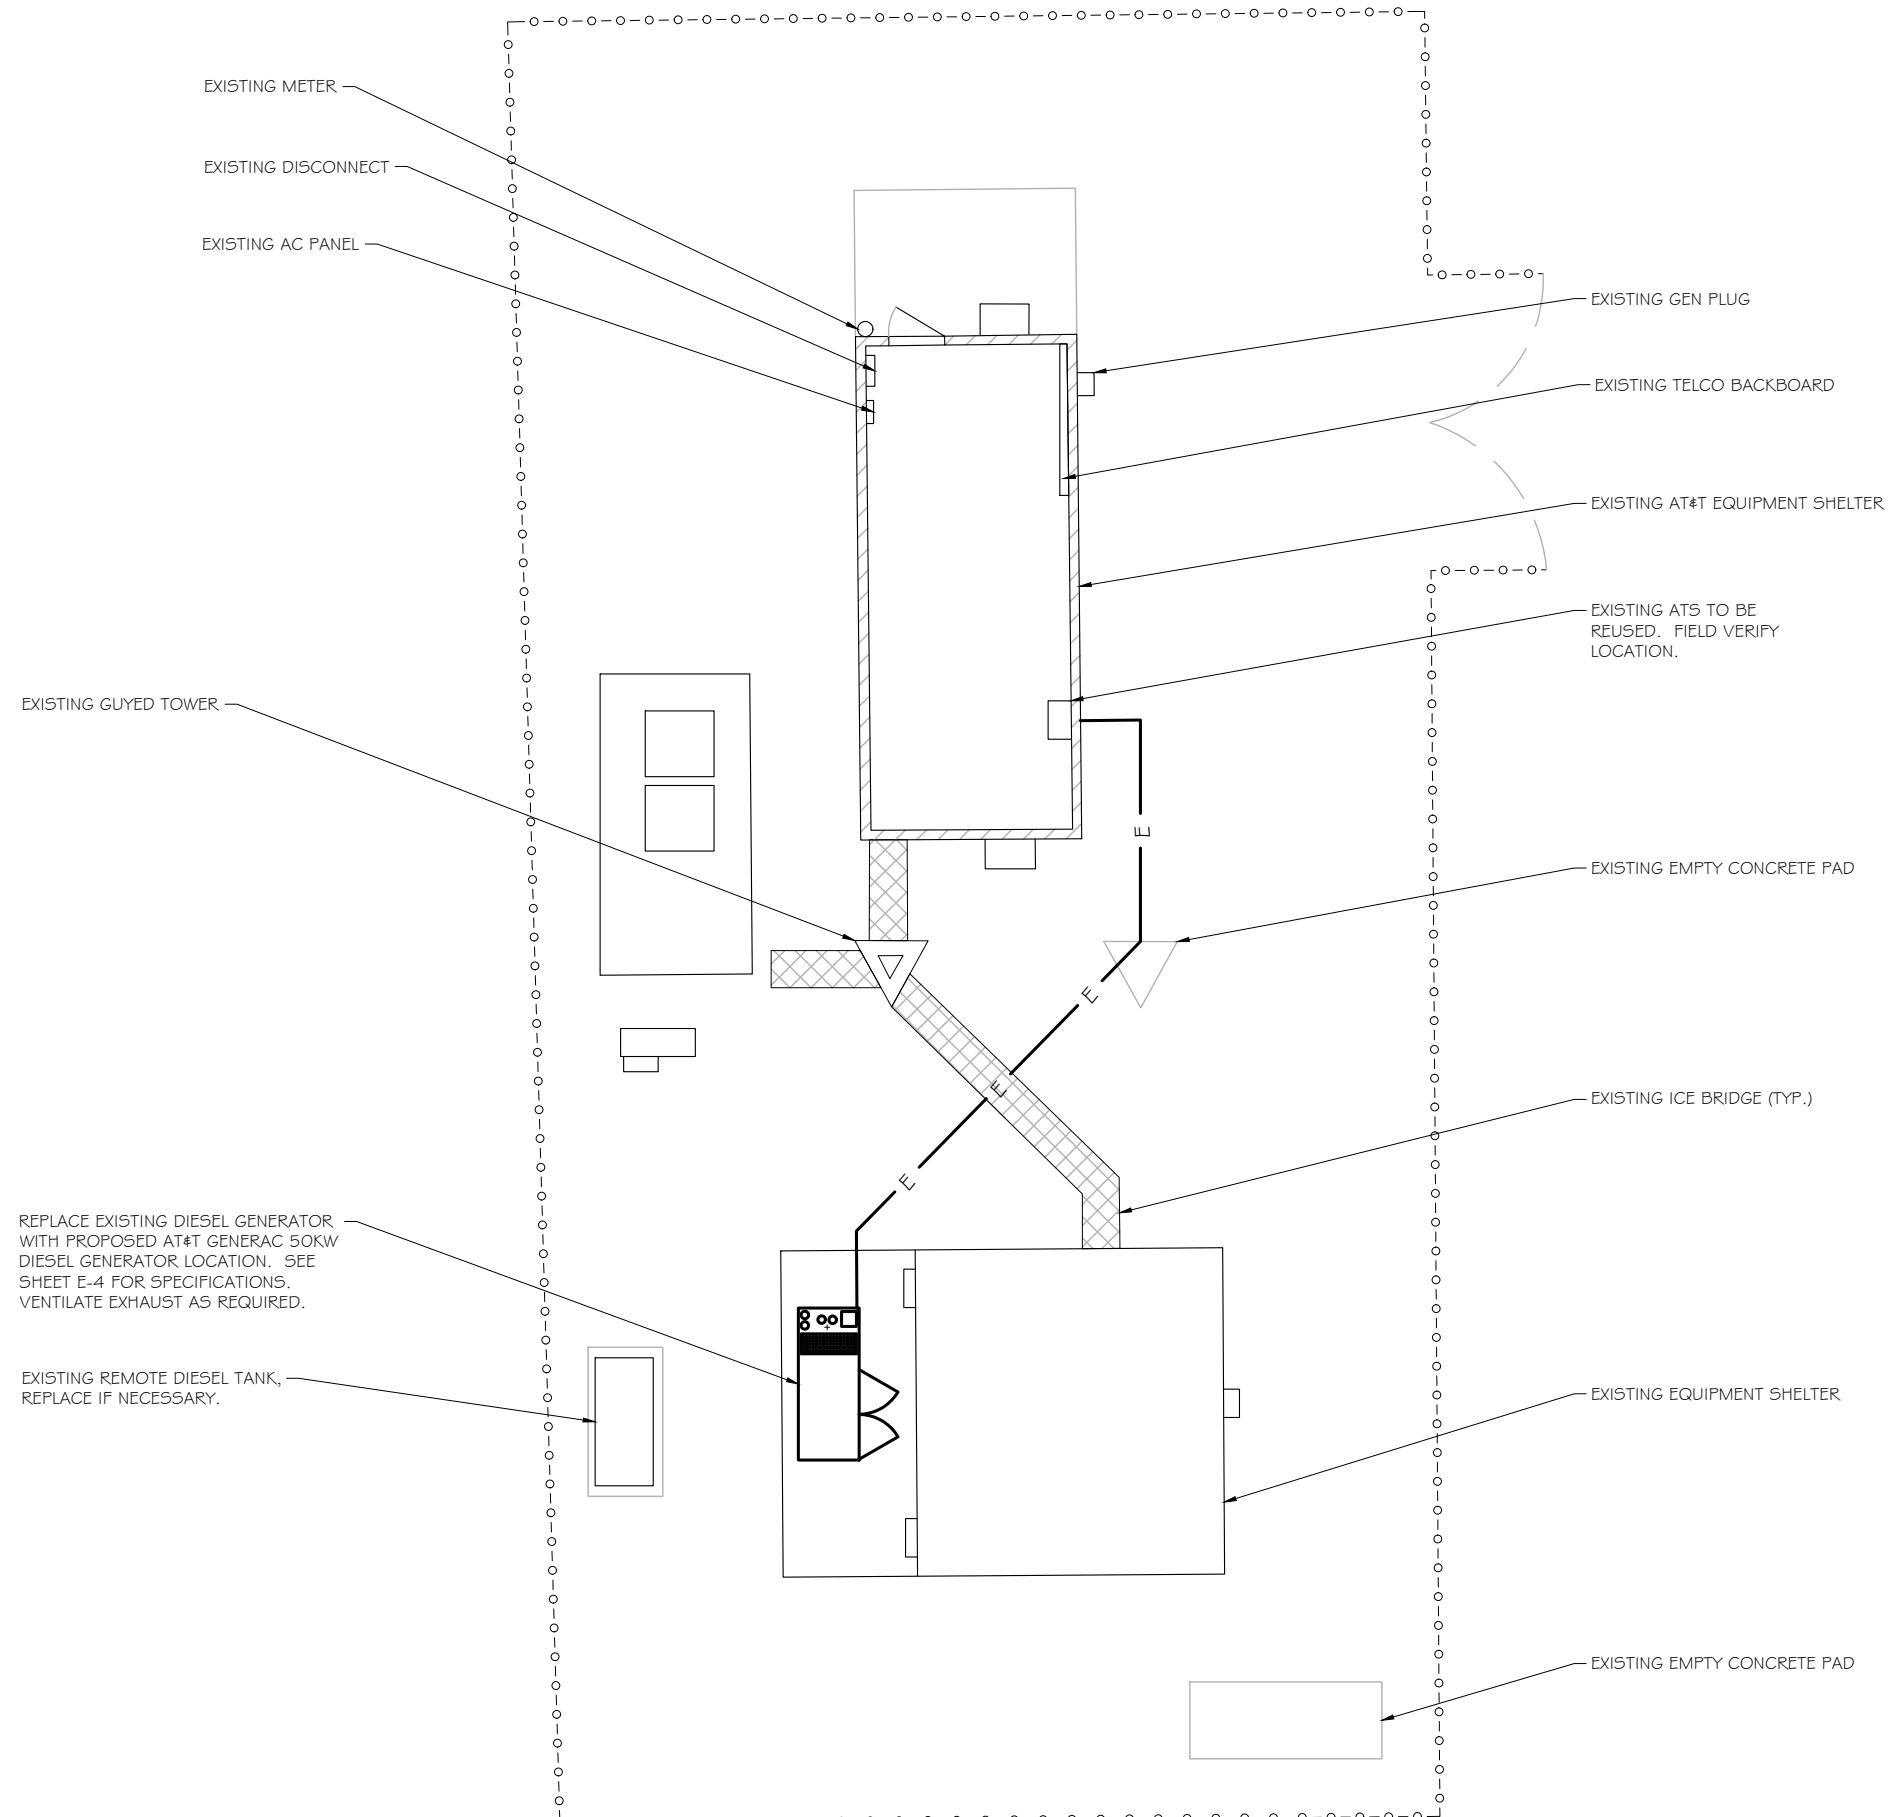 EXISTING METER
EXISTING DISCONNECT
EXISTING AC PANEL
EXISTING GEN PLUG
EXISTING TELCO BACKBOARD
EXISTING AT&T EQUIPMENT SHELTER
EXISTING ATS TO BE
REUSED. FIELD VERIFY
LOCATION.
EXISTING GUYED TOWER
E
EXISTING EMPTY CONCRETE PAD
E
E
EXISTING ICE BRIDGE (TYP.)
E
REPLACE EXISTING DIESEL GENERATOR
WITH PROPOSED AT&T GENERAC 50KW
DIESEL GENERATOR LOCATION. SEE
SHEET E-4 FOR SPECIFICATIONS.
VENTILATE EXHAUST AS REQUIRED.
EXISTING REMOTE DIESEL TANK,
REPLACE IF NECESSARY.
EXISTING EQUIPMENT SHELTER
EXISTING EMPTY CONCRETE PAD